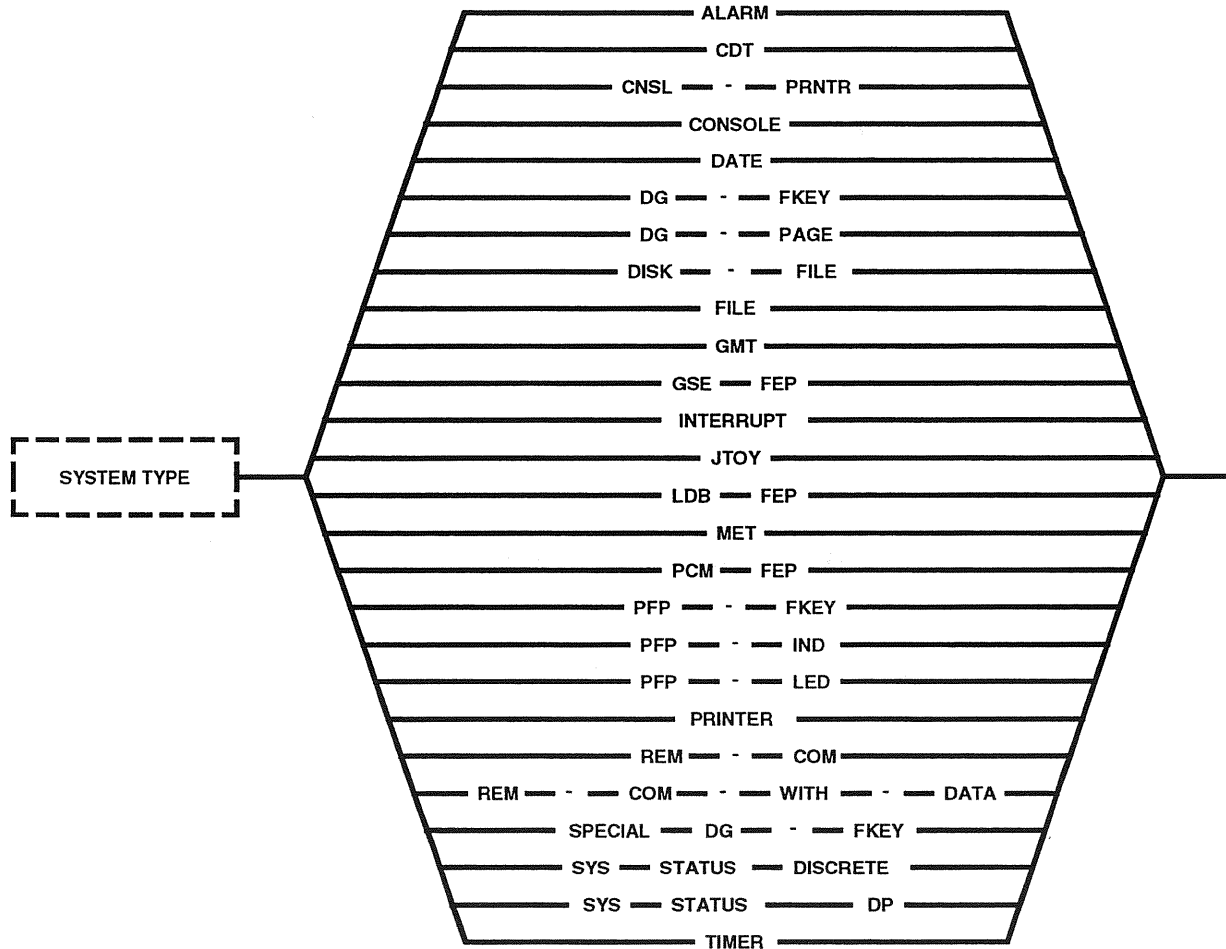 ALARM
CDT
CNSL - PRNTR
CONSOLE
DATE
DG - FKEY
DG - PAGE
DISK - FILE
FILE
GMT
GSE FEP
INTERRUPT
JTOY
SYSTEM TYPE
LDB FEP
MET
PCM FEP
PFP - FKEY
PFP - IND
PFP - LED
PRINTER
REM - COM
REM - COM - WITH - DATA
SPECIAL DG - FKEY
SYS STATUS DISCRETE
SYS STATUS DP
TIMER